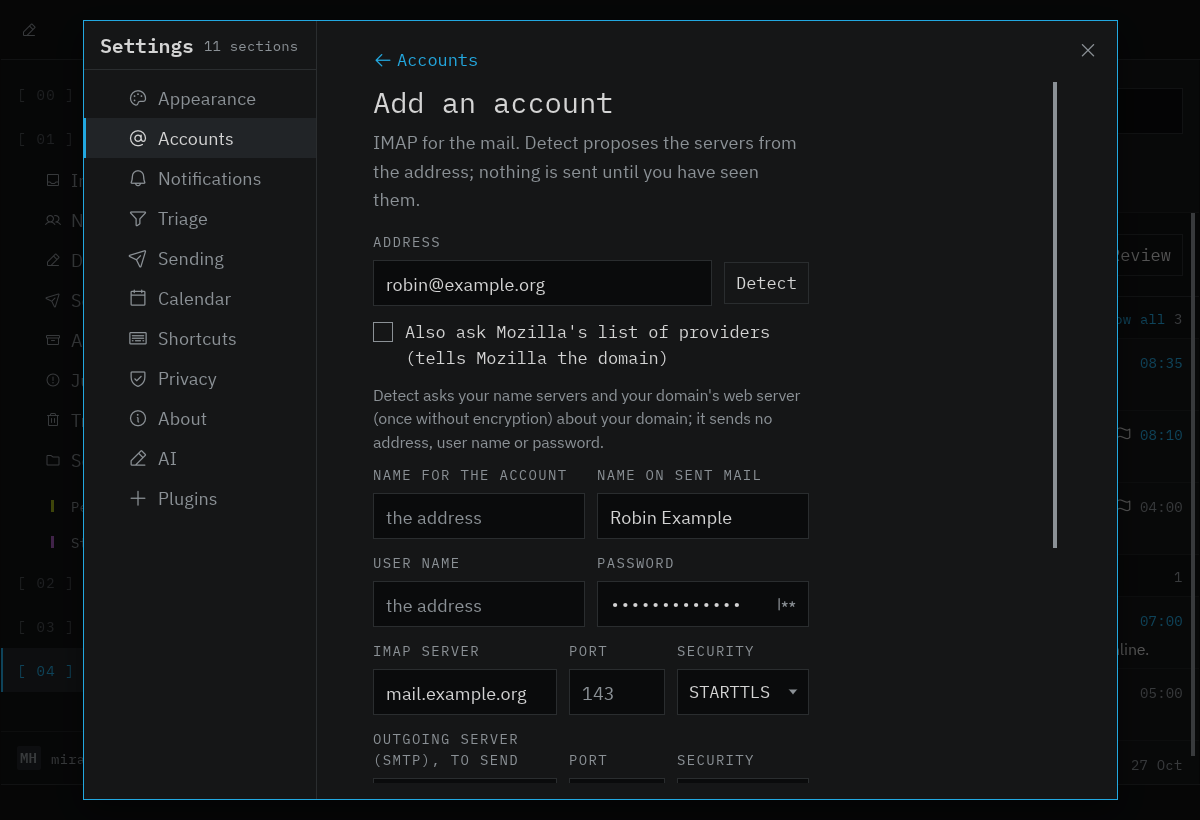 Settings 11 sections
Appearance
Accounts
Notifications
Triage
Sending
Calendar
Shortcuts
Privacy
About
AI
Plugins
← Accounts
Add an account
IMAP for the mail. Detect proposes the servers from
the address; nothing is sent until you have seen
them.
ADDRESS
robin@example.org
Detect
Also ask Mozilla's list of providers
(tells Mozilla the domain)
Detect asks your name servers and your domain's web server
(once without encryption) about your domain; it sends no
address, user name or password.
NAME FOR THE ACCOUNT NAME ON SENT MAIL
the address Robin Example
USER NAME PASSWORD
the address •••••••••••••
IMAP SERVER PORT SECURITY
mail.example.org 143 STARTTLS
OUTGOING SERVER
(SMTP), TO SEND PORT SECURITY
[ 00 ]
[ 01 ]
[ 02 ]
[ 03 ]
[ 04 ]
MH
all 3
08:35
08:10
04:00
1
07:00
05:00
27 Oct